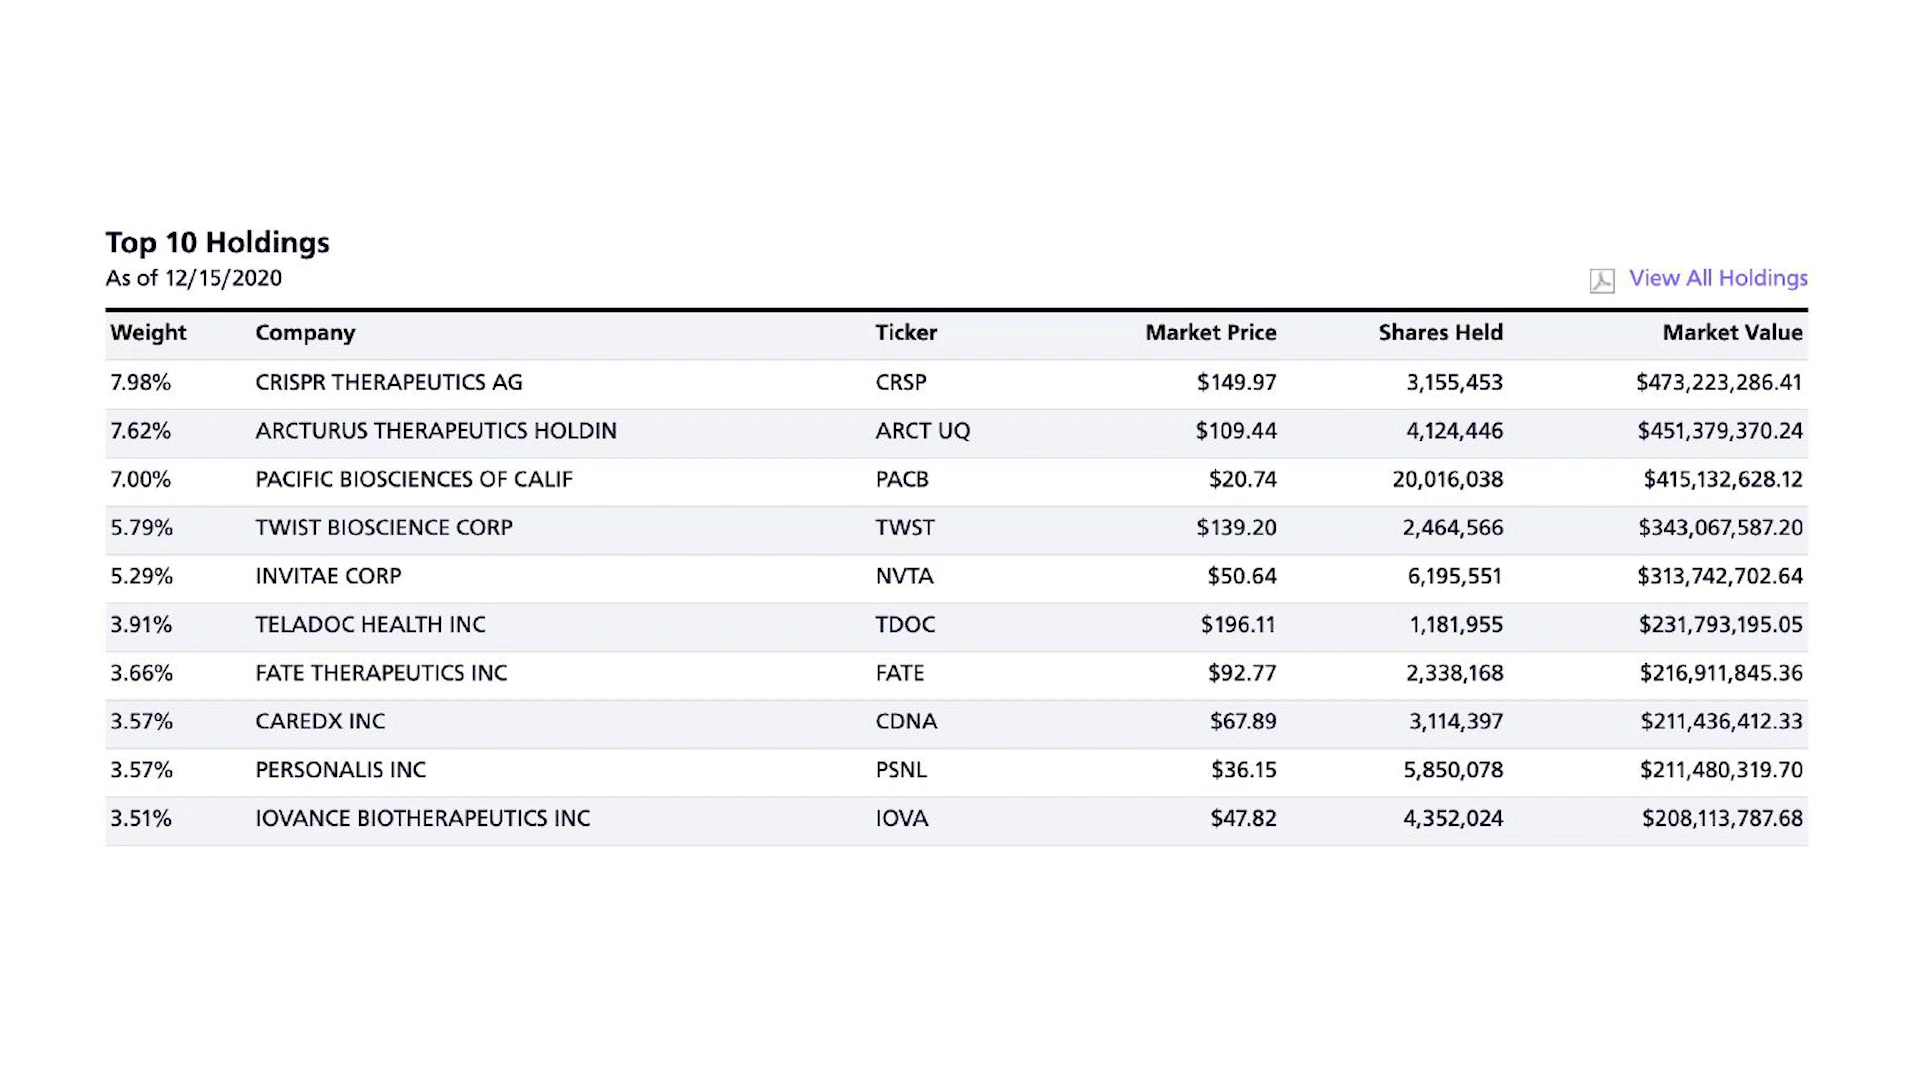 Top 10 Holdings
As of 12/15/2020
View All Holdings
Weight Company Ticker Market Price Shares Held Market Value
7.98% CRISPR THERAPEUTICS AG CRSP $149.97 3,155,453 $473,223,286.41
7.62% ARCTURUS THERAPEUTICS HOLDIN ARCT UQ $109.44 4,124,446 $451,379,370.24
7.00% PACIFIC BIOSCIENCES OF CALIF PACB $20.74 20,016,038 $415,132,628.12
5.79% TWIST BIOSCIENCE CORP TWST $139.20 2,464,566 $343,067,587.20
5.29% INVITAE CORP NVTA $50.64 6,195,551 $313,742,702.64
3.91% TELADOC HEALTH INC TDOC $196.11 1,181,955 $231,793,195.05
3.66% FATE THERAPEUTICS INC FATE $92.77 2,338,168 $216,911,845.36
3.57% CAREDX INC CDNA $67.89 3,114,397 $211,436,412.33
3.57% PERSONALIS INC PSNL $36.15 5,850,078 $211,480,319.70
3.51% IOVANCE BIOTHERAPEUTICS INC IOVA $47.82 4,352,024 $208,113,787.68